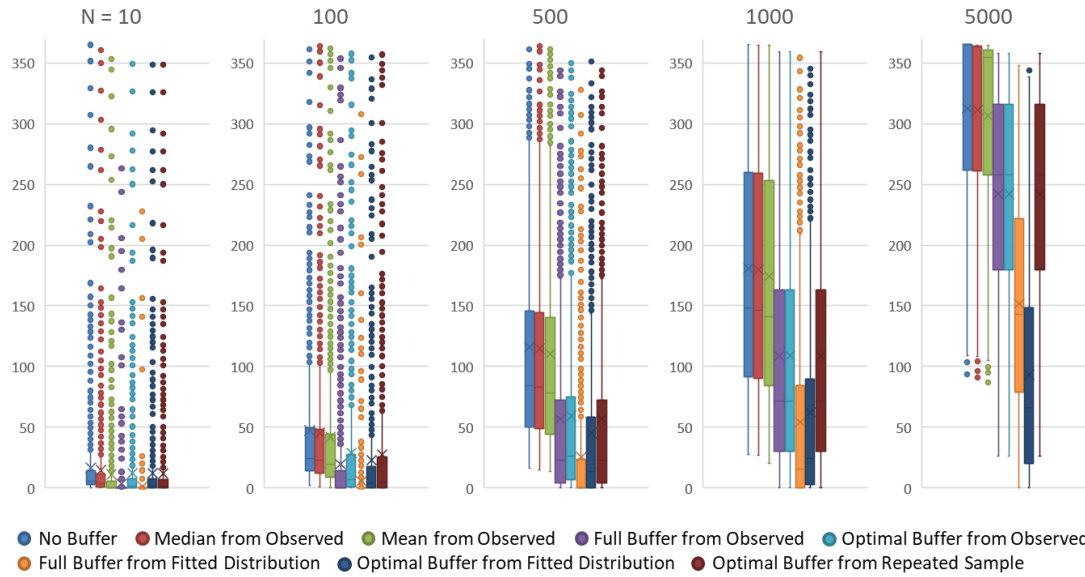 N = 10 100 500 1000 5000
350 350 350 350 350
300 300 300 300 300
250 250 250 250 250
200 200 200 200 200
150 150 150 150 150
100 100 100 100 100
50 50 50 50 50
0 0 0 0 0
No Buffer Median from Observed Mean from Observed Full Buffer from Observed Optimal Buffer from Observed
Full Buffer from Fitted Distribution Optimal Buffer from Fitted Distribution Optimal Buffer from Repeated Sample